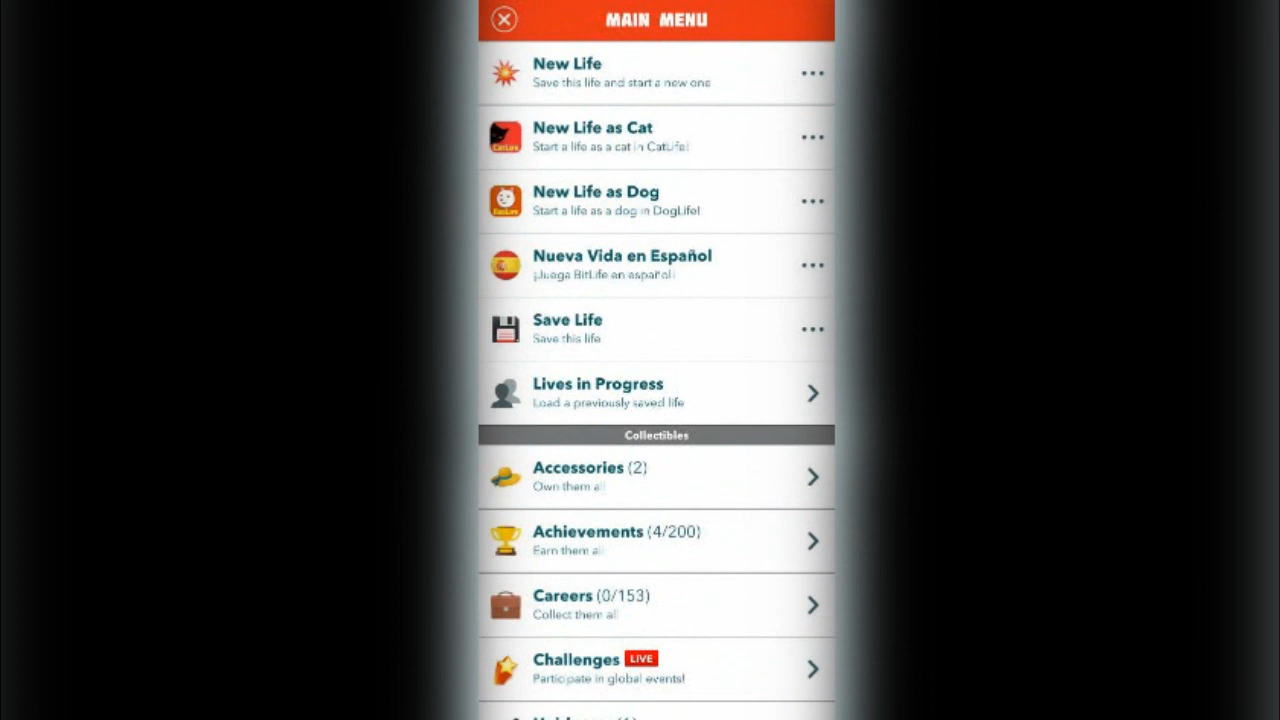 MAIN MENU
New Life
Save this life and start a new one
New Life as Cat
Start a life as a cat in CatLife!
CatLife
New Life as Dog
Start a life as a dog in DogLife!
DogLife
Nueva Vida en Español
¡Juega BitLife en español!
Save Life
Save this life
Lives in Progress
Load a previously saved life
Collectibles
Accessories (2)
Own them all
Achievements (4/200)
Earn them all
Careers (0/153)
Collect them all
Challenges LIVE
Participate in global events!